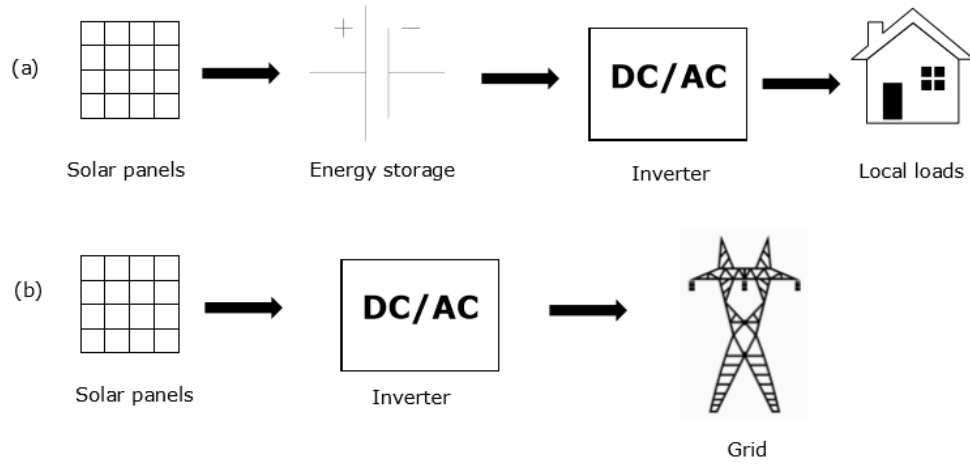 (a)
+
−
DC/AC
Solar panels
Energy storage
Inverter
Local loads
(b)
DC/AC
Solar panels
Inverter
Grid